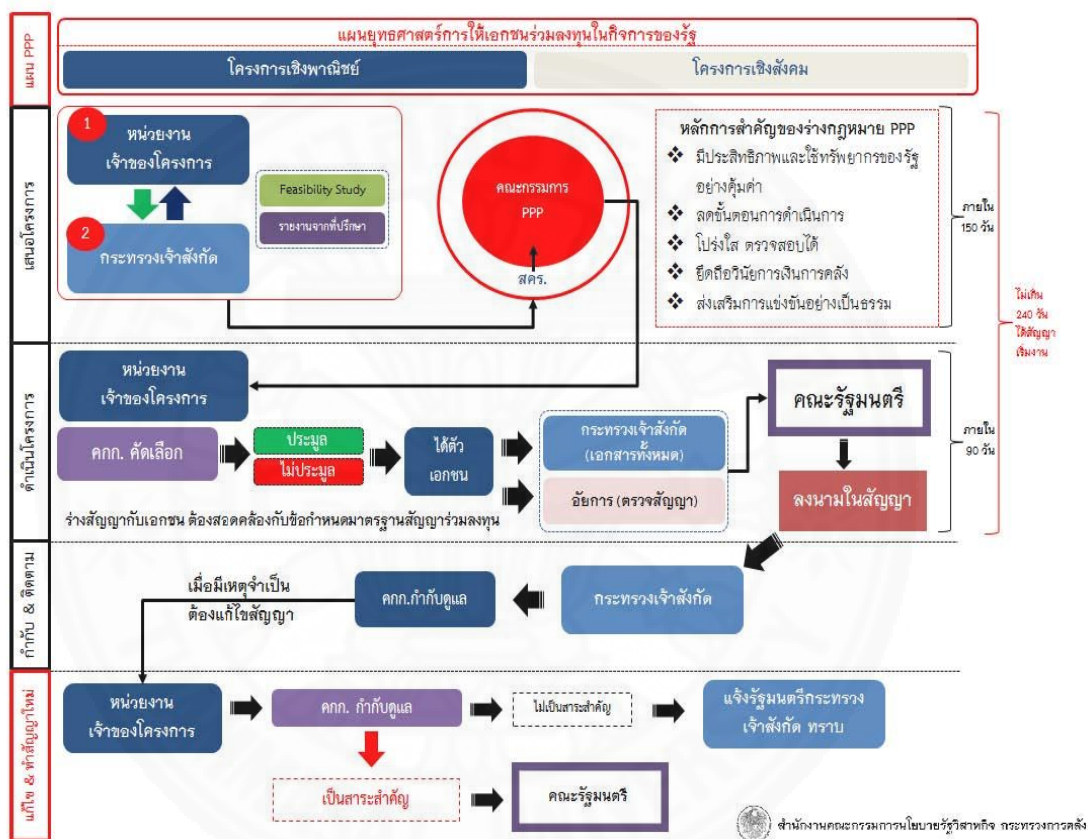 แผน PPP
แผนยุทธศาสตร์การให้เอกชนร่วมลงทุนในกิจการของรัฐ
โครงการเชิงพาณิชย์
โครงการเชิงสังคม
เสนอโครงการ
1
หน่วยงาน
เจ้าของโครงการ
2
กระทรวงเจ้าสังกัด
Feasibility Study
รายงานจากที่ปรึกษา
คณะกรรมการ
PPP
สคร.
หลักการสำคัญของร่างกฎหมาย PPP
❖ มีประสิทธิภาพและใช้ทรัพยากรของรัฐ
อย่างคุ้มค่า
❖ ลดขั้นตอนการดำเนินการ
❖ โปร่งใส ตรวจสอบได้
❖ ยึดถือวินัยการเงินการคลัง
❖ ส่งเสริมการแข่งขันอย่างเป็นธรรม
ภายใน
150 วัน
ไม่เกิน
240 วัน
ได้สัญญา
เริ่มงาน
ดำเนินโครงการ
หน่วยงาน
เจ้าของโครงการ
คกก. คัดเลือก
ประมูล
ไม่ประมูล
ได้ตัว
เอกชน
กระทรวงเจ้าสังกัด
(เอกสารทั้งหมด)
อัยการ (ตรวจสัญญา)
คณะรัฐมนตรี
ลงนามในสัญญา
ภายใน
90 วัน
ร่างสัญญากับเอกชน ต้องสอดคล้องกับข้อกำหนดมาตรฐานสัญญาร่วมลงทุน
กำกับ & ติดตาม
เมื่อมีเหตุจำเป็น
ต้องแก้ไขสัญญา
คกก.กำกับดูแล
กระทรวงเจ้าสังกัด
แก้ไข & ทำสัญญาใหม่
หน่วยงาน
เจ้าของโครงการ
คกก. กำกับดูแล
ไม่เป็นสาระสำคัญ
แจ้งรัฐมนตรีกระทรวง
เจ้าสังกัด ทราบ
เป็นสาระสำคัญ
คณะรัฐมนตรี
สำนักงานคณะกรรมการนโยบายรัฐวิสาหกิจ กระทรวงการคลัง